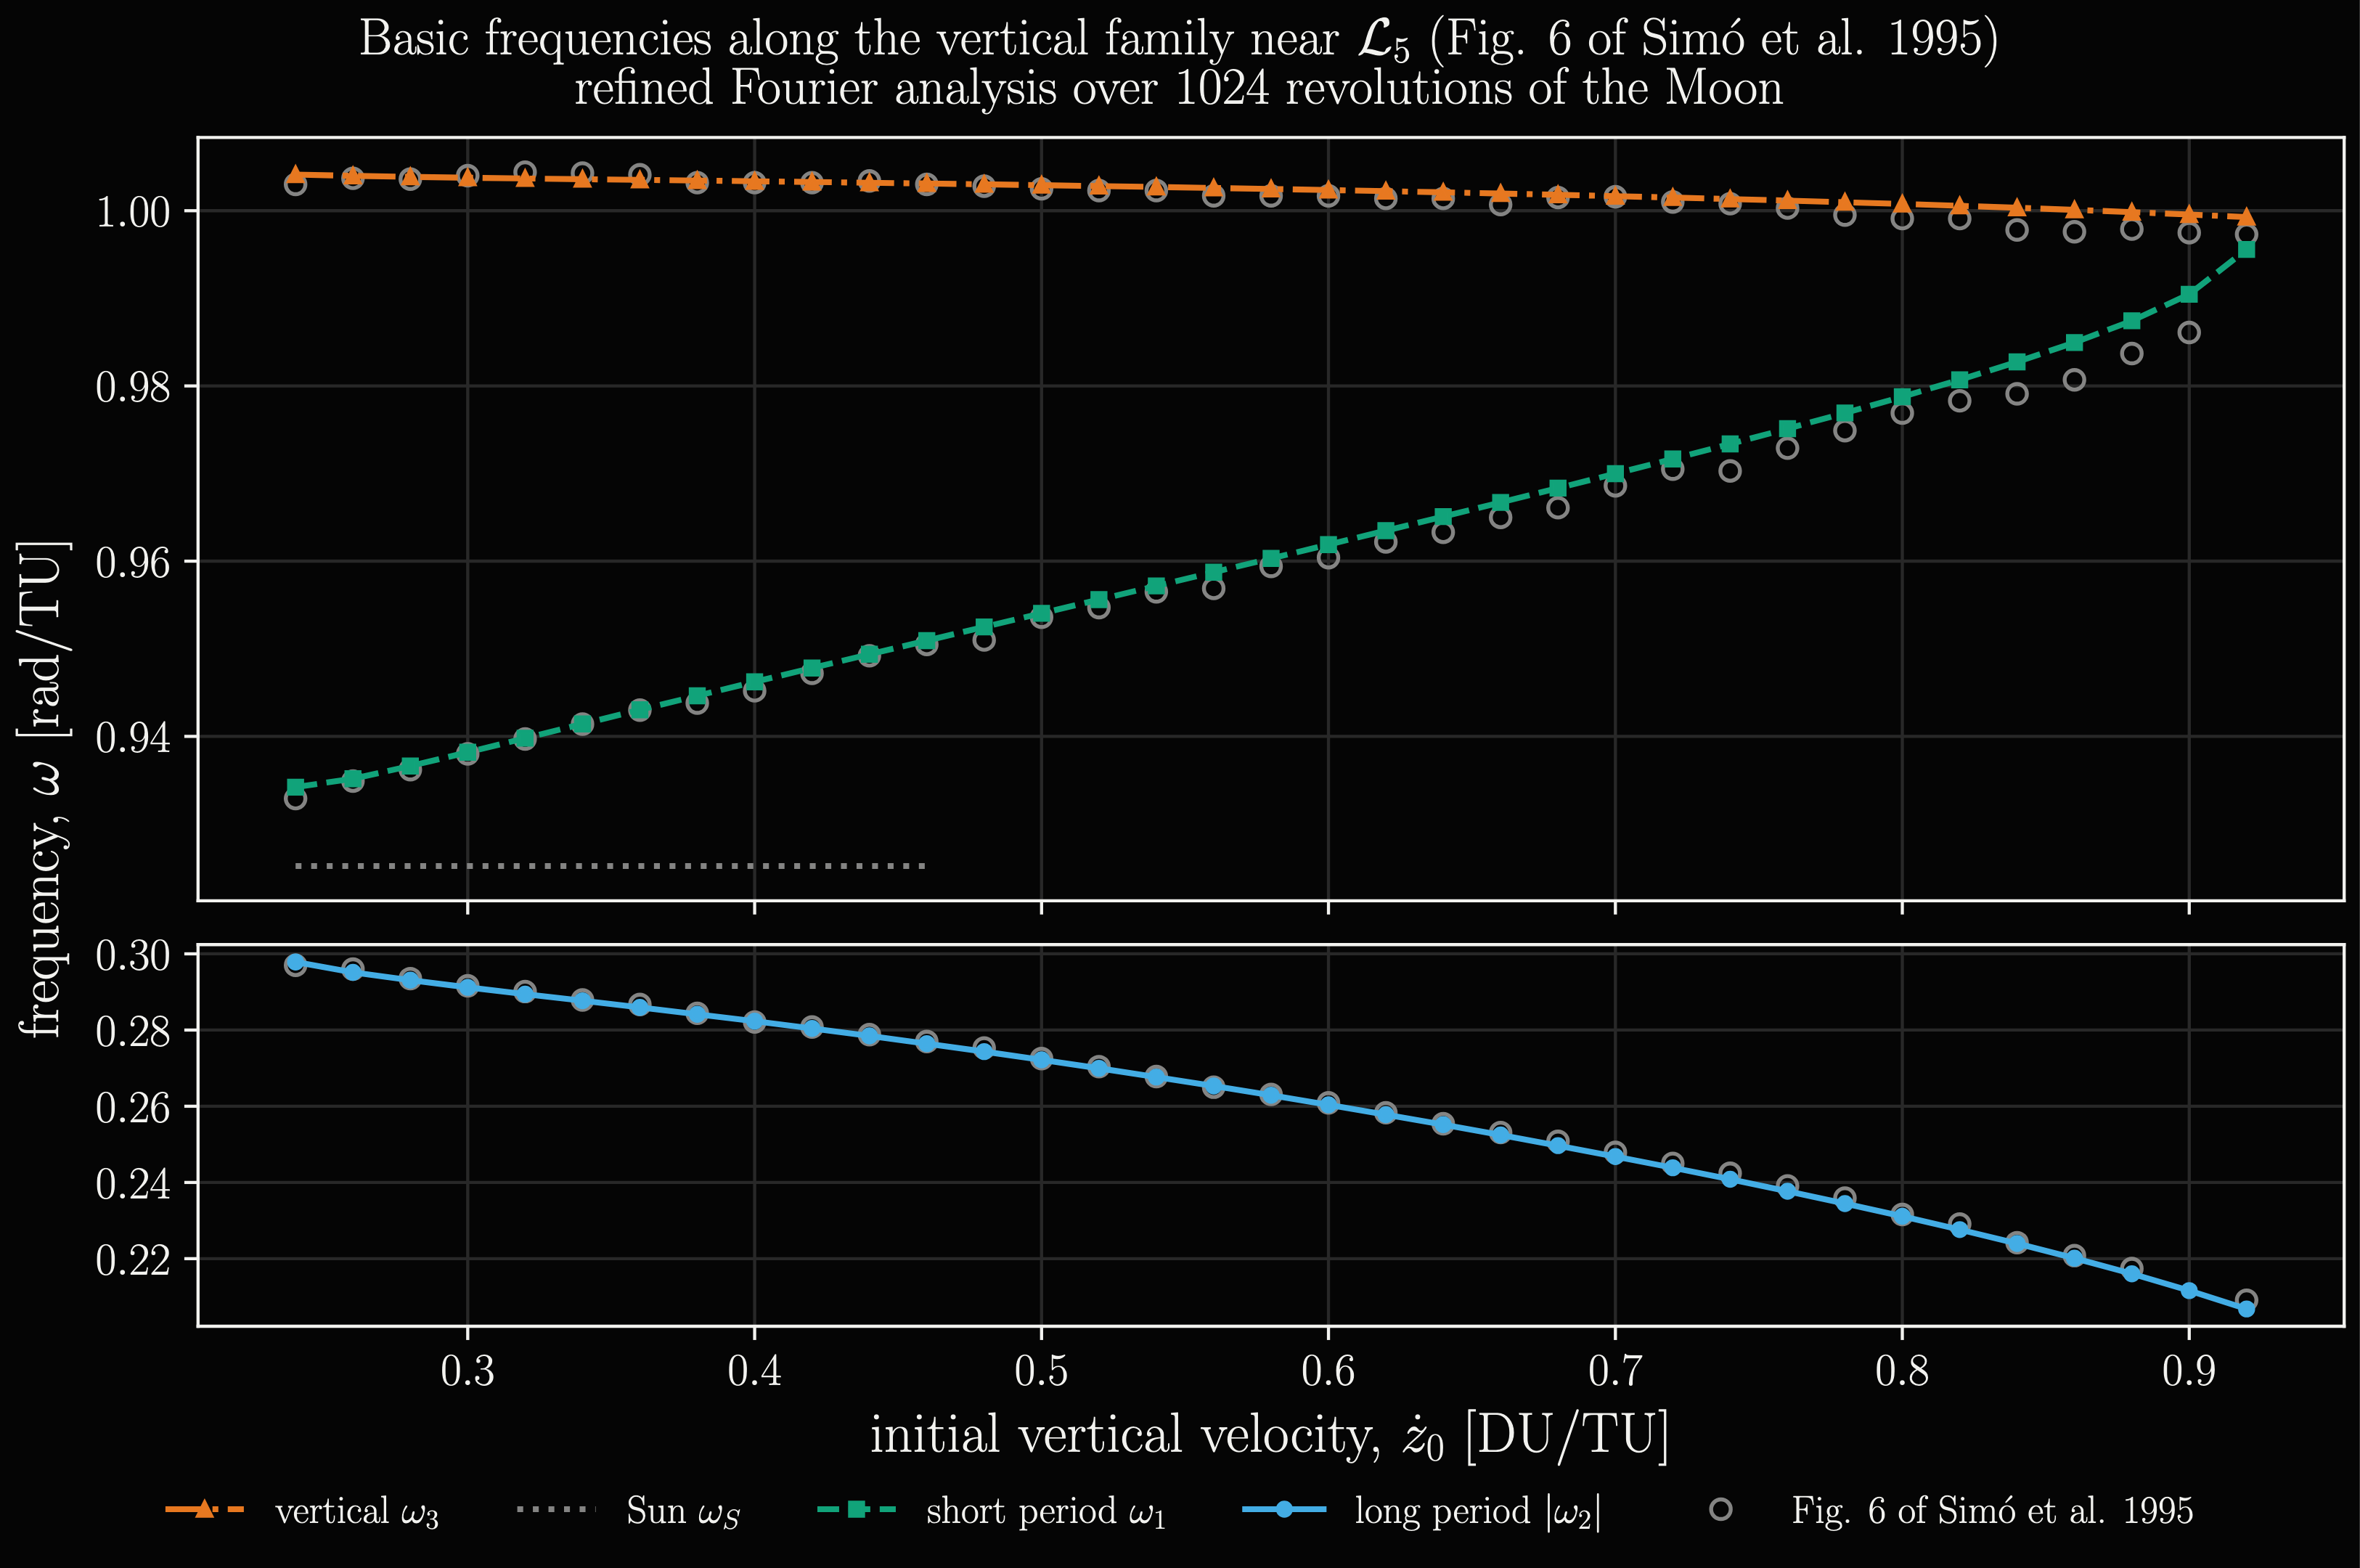 Basic frequencies along the vertical family near 𝓛₅ (Fig. 6 of Simó et al. 1995)
refined Fourier analysis over 1024 revolutions of the Moon
frequency, ω [rad/TU]
1.00
0.98
0.96
0.94
0.30
0.28
0.26
0.24
0.22
0.3 0.4 0.5 0.6 0.7 0.8 0.9
initial vertical velocity, ż₀ [DU/TU]
vertical ω₃ Sun ω_S short period ω₁ long period |ω₂| Fig. 6 of Simó et al. 1995